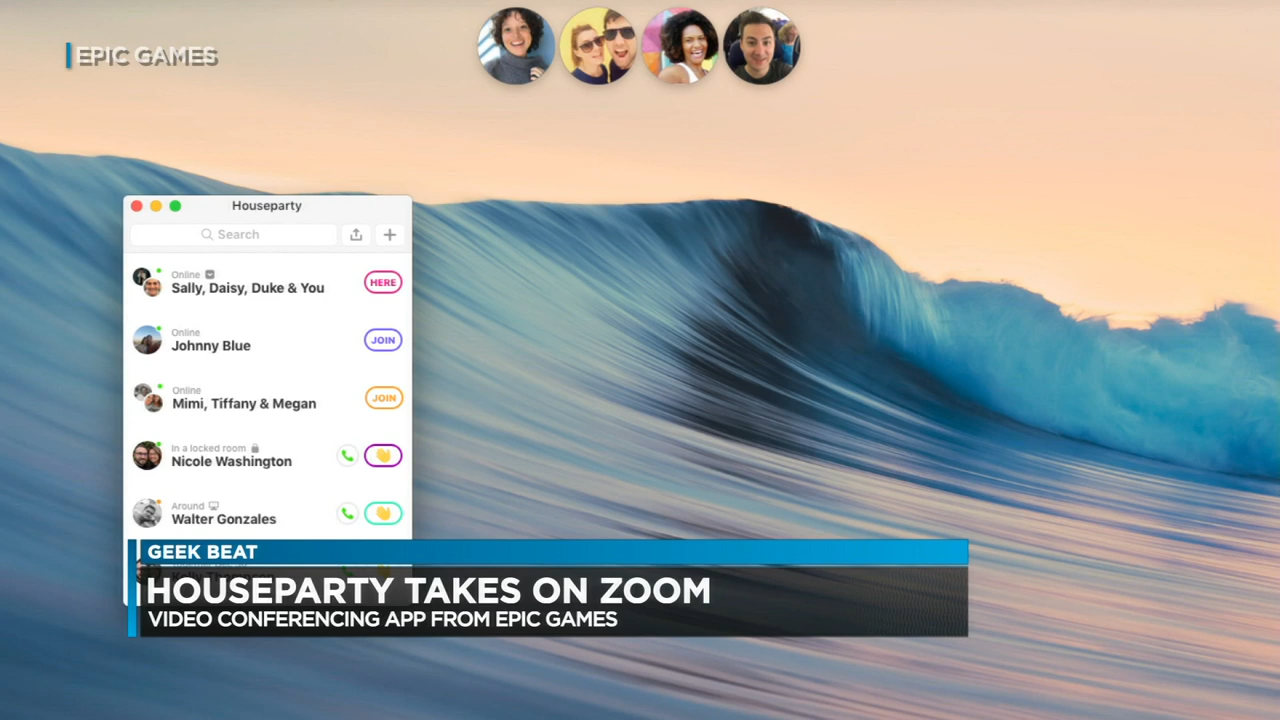 EPIC GAMES
Houseparty
Search
Online
Sally, Daisy, Duke & You
HERE
Online
Johnny Blue
JOIN
Online
Mimi, Tiffany & Megan
JOIN
In a locked room
Nicole Washington
Around
Walter Gonzales
GEEK BEAT
HOUSEPARTY TAKES ON ZOOM
VIDEO CONFERENCING APP FROM EPIC GAMES